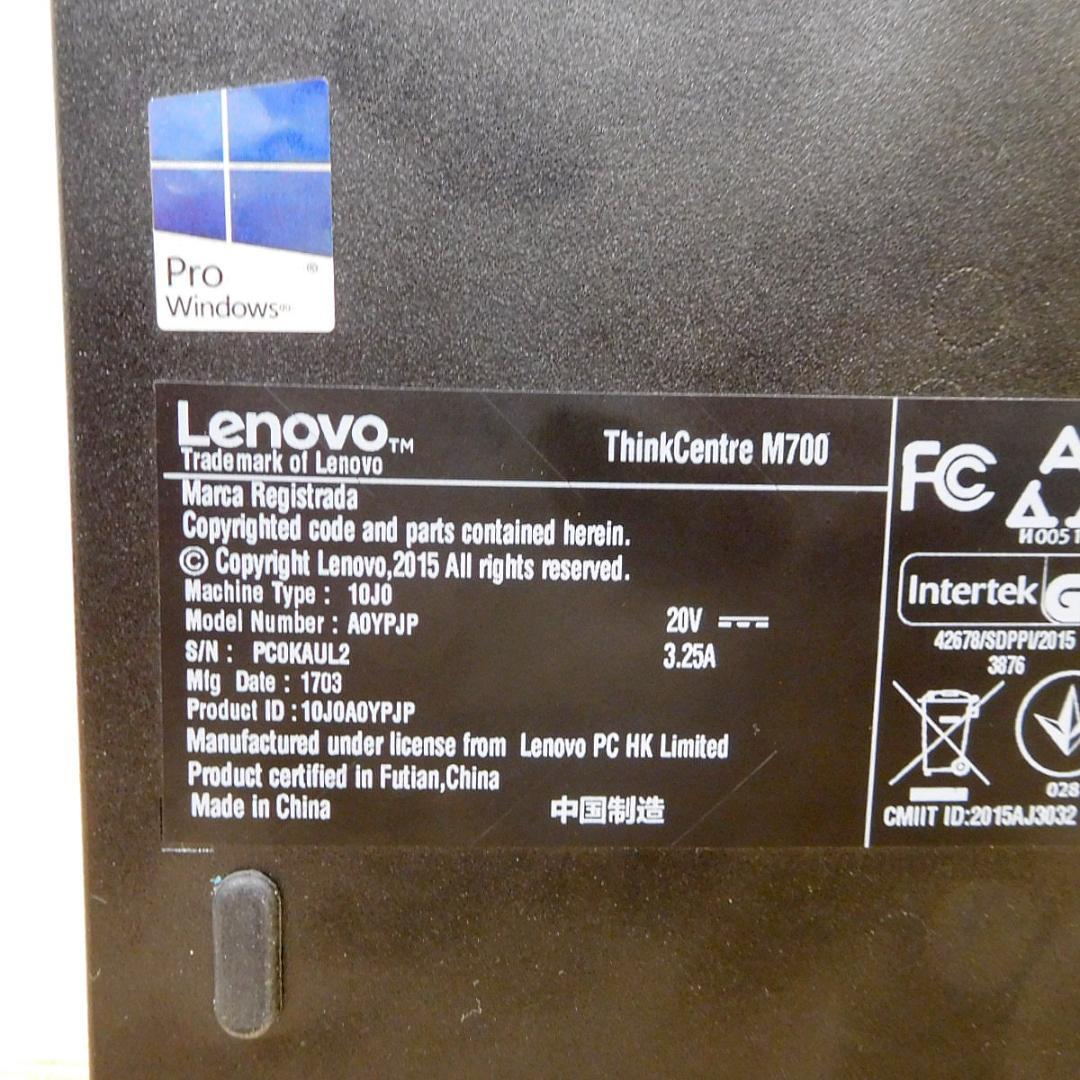 Pro ®
Windows®
Lenovo™
ThinkCentre M700
Trademark of Lenovo
Marca Registrada
Copyrighted code and parts contained herein.
© Copyright Lenovo,2015 All rights reserved.
Machine Type : 10J0
Model Number : A0YPJP
20V
S/N : PC0KAUL2
3.25A
Mfg Date : 1703
Product ID :10J0A0YPJP
Manufactured under license from Lenovo PC HK Limited
Product certified in Futian,China
Made in China
中国制造
FC
Intertek
42678/SDPPI/2015
3876
CMIIT ID:2015AJ3032